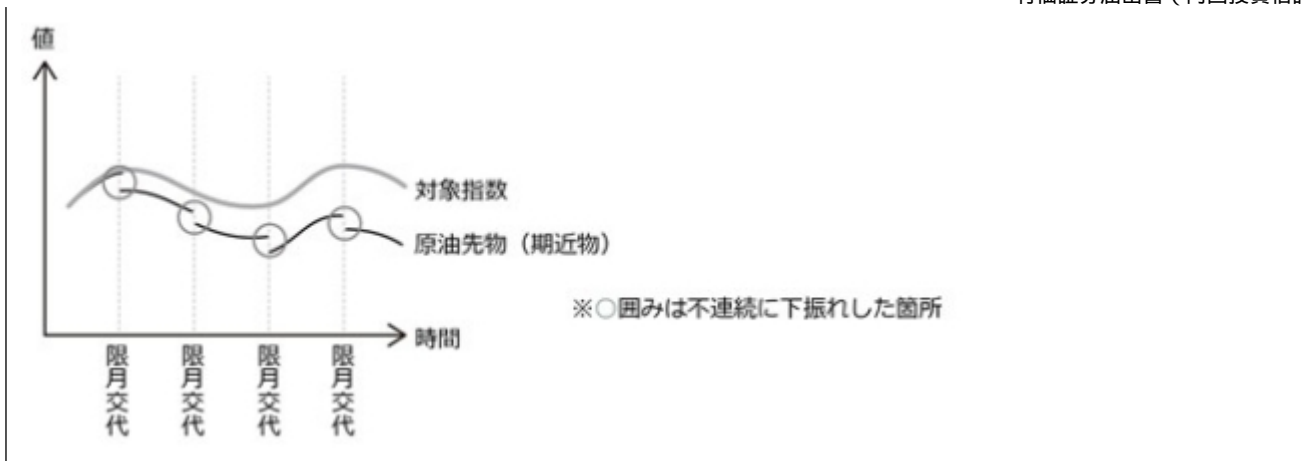 値
対象指数
原油先物（期近物）
※○囲みは不連続に下振れした箇所
時間
限月交代
限月交代
限月交代
限月交代